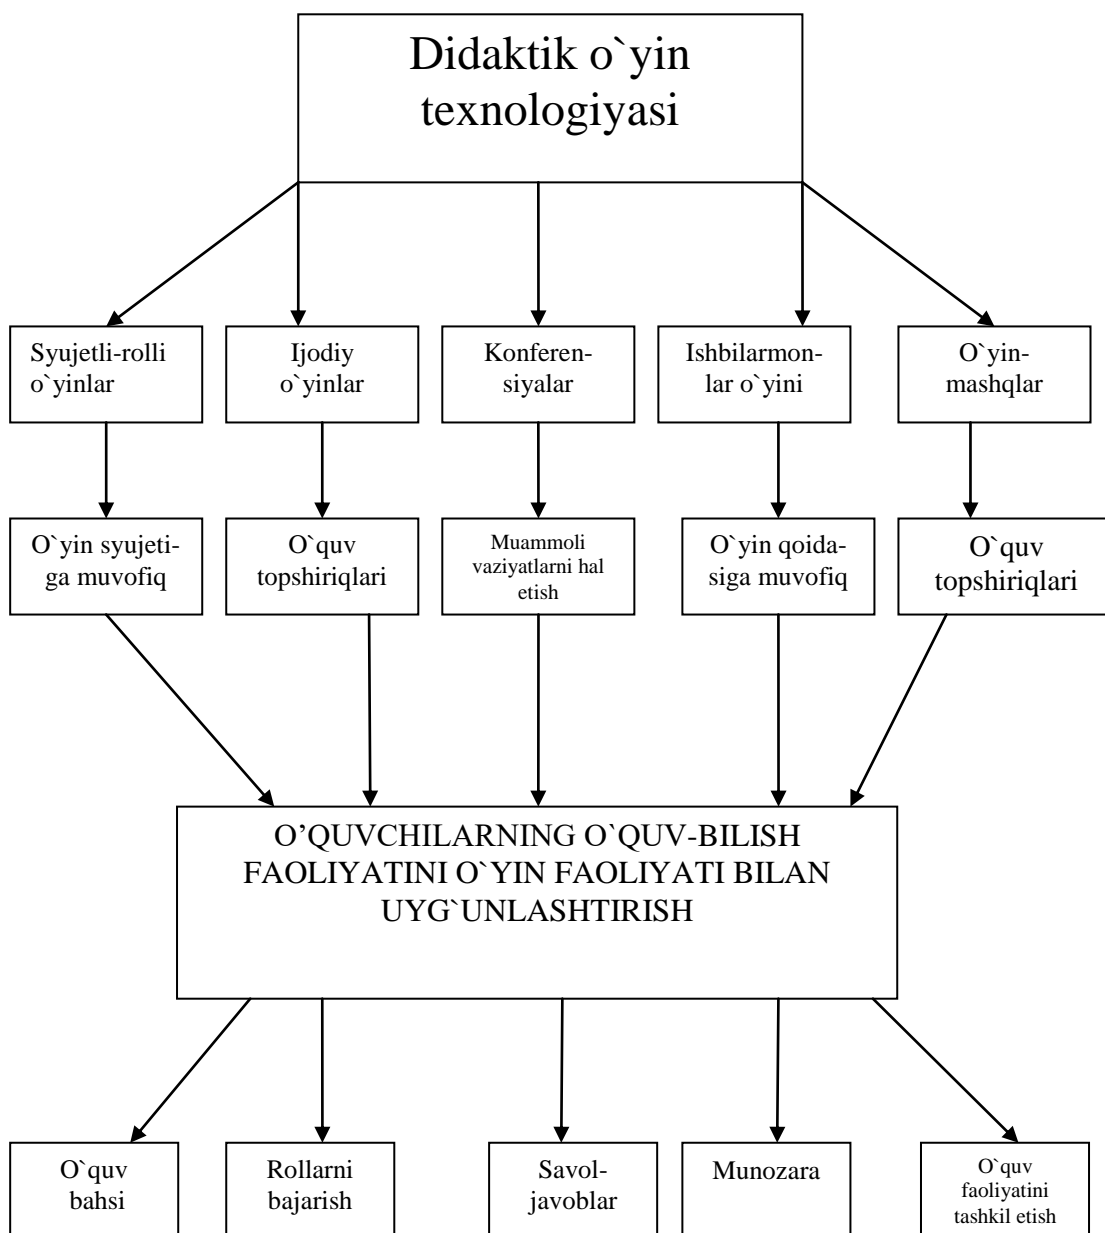 Didaktik o`yin
texnologiyasi
Syujetli-rolli
o`yinlar
Ijodiy
o`yinlar
Konferen-
siyalar
Ishbilarmon-
lar o`yini
O`yin-
mashqlar
O`yin syujeti-
ga muvofiq
O`quv
topshiriqlari
Muammoli
vaziyatlarni hal
etish
O`yin qoida-
siga muvofiq
O`quv
topshiriqlari
O’QUVCHILARNING O`QUV-BILISH
FAOLIYATINI O`YIN FAOLIYATI BILAN
UYG`UNLASHTIRISH
O`quv
bahsi
Rollarni
bajarish
Savol-
javoblar
Munozara
O`quv
faoliyatini
tashkil etish